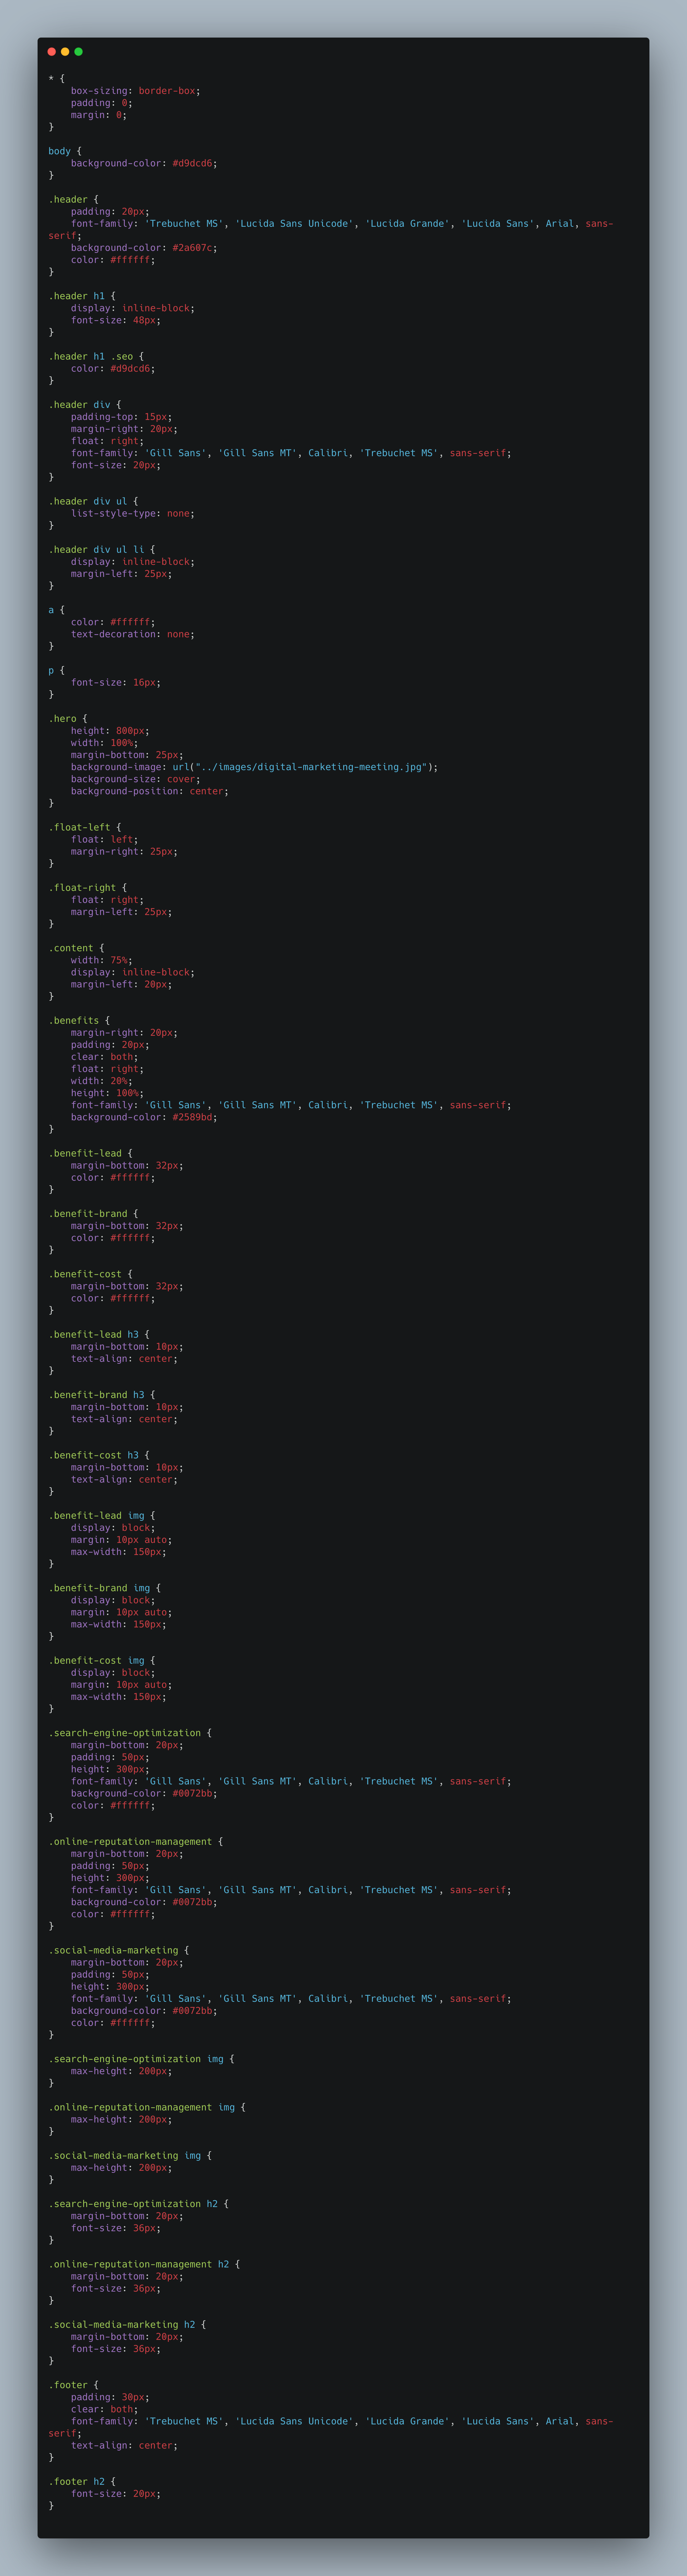 * {
    box-sizing: border-box;
    padding: 0;
    margin: 0;
}

body {
    background-color: #d9dcd6;
}

.header {
    padding: 20px;
    font-family: 'Trebuchet MS', 'Lucida Sans Unicode', 'Lucida Grande', 'Lucida Sans', Arial, sans-
serif;
    background-color: #2a607c;
    color: #ffffff;
}

.header h1 {
    display: inline-block;
    font-size: 48px;
}

.header h1 .seo {
    color: #d9dcd6;
}

.header div {
    padding-top: 15px;
    margin-right: 20px;
    float: right;
    font-family: 'Gill Sans', 'Gill Sans MT', Calibri, 'Trebuchet MS', sans-serif;
    font-size: 20px;
}

.header div ul {
    list-style-type: none;
}

.header div ul li {
    display: inline-block;
    margin-left: 25px;
}

a {
    color: #ffffff;
    text-decoration: none;
}

p {
    font-size: 16px;
}

.hero {
    height: 800px;
    width: 100%;
    margin-bottom: 25px;
    background-image: url("../images/digital-marketing-meeting.jpg");
    background-size: cover;
    background-position: center;
}

.float-left {
    float: left;
    margin-right: 25px;
}

.float-right {
    float: right;
    margin-left: 25px;
}

.content {
    width: 75%;
    display: inline-block;
    margin-left: 20px;
}

.benefits {
    margin-right: 20px;
    padding: 20px;
    clear: both;
    float: right;
    width: 20%;
    height: 100%;
    font-family: 'Gill Sans', 'Gill Sans MT', Calibri, 'Trebuchet MS', sans-serif;
    background-color: #2589bd;
}

.benefit-lead {
    margin-bottom: 32px;
    color: #ffffff;
}

.benefit-brand {
    margin-bottom: 32px;
    color: #ffffff;
}

.benefit-cost {
    margin-bottom: 32px;
    color: #ffffff;
}

.benefit-lead h3 {
    margin-bottom: 10px;
    text-align: center;
}

.benefit-brand h3 {
    margin-bottom: 10px;
    text-align: center;
}

.benefit-cost h3 {
    margin-bottom: 10px;
    text-align: center;
}

.benefit-lead img {
    display: block;
    margin: 10px auto;
    max-width: 150px;
}

.benefit-brand img {
    display: block;
    margin: 10px auto;
    max-width: 150px;
}

.benefit-cost img {
    display: block;
    margin: 10px auto;
    max-width: 150px;
}

.search-engine-optimization {
    margin-bottom: 20px;
    padding: 50px;
    height: 300px;
    font-family: 'Gill Sans', 'Gill Sans MT', Calibri, 'Trebuchet MS', sans-serif;
    background-color: #0072bb;
    color: #ffffff;
}

.online-reputation-management {
    margin-bottom: 20px;
    padding: 50px;
    height: 300px;
    font-family: 'Gill Sans', 'Gill Sans MT', Calibri, 'Trebuchet MS', sans-serif;
    background-color: #0072bb;
    color: #ffffff;
}

.social-media-marketing {
    margin-bottom: 20px;
    padding: 50px;
    height: 300px;
    font-family: 'Gill Sans', 'Gill Sans MT', Calibri, 'Trebuchet MS', sans-serif;
    background-color: #0072bb;
    color: #ffffff;
}

.search-engine-optimization img {
    max-height: 200px;
}

.online-reputation-management img {
    max-height: 200px;
}

.social-media-marketing img {
    max-height: 200px;
}

.search-engine-optimization h2 {
    margin-bottom: 20px;
    font-size: 36px;
}

.online-reputation-management h2 {
    margin-bottom: 20px;
    font-size: 36px;
}

.social-media-marketing h2 {
    margin-bottom: 20px;
    font-size: 36px;
}

.footer {
    padding: 30px;
    clear: both;
    font-family: 'Trebuchet MS', 'Lucida Sans Unicode', 'Lucida Grande', 'Lucida Sans', Arial, sans-
serif;
    text-align: center;
}

.footer h2 {
    font-size: 20px;
}